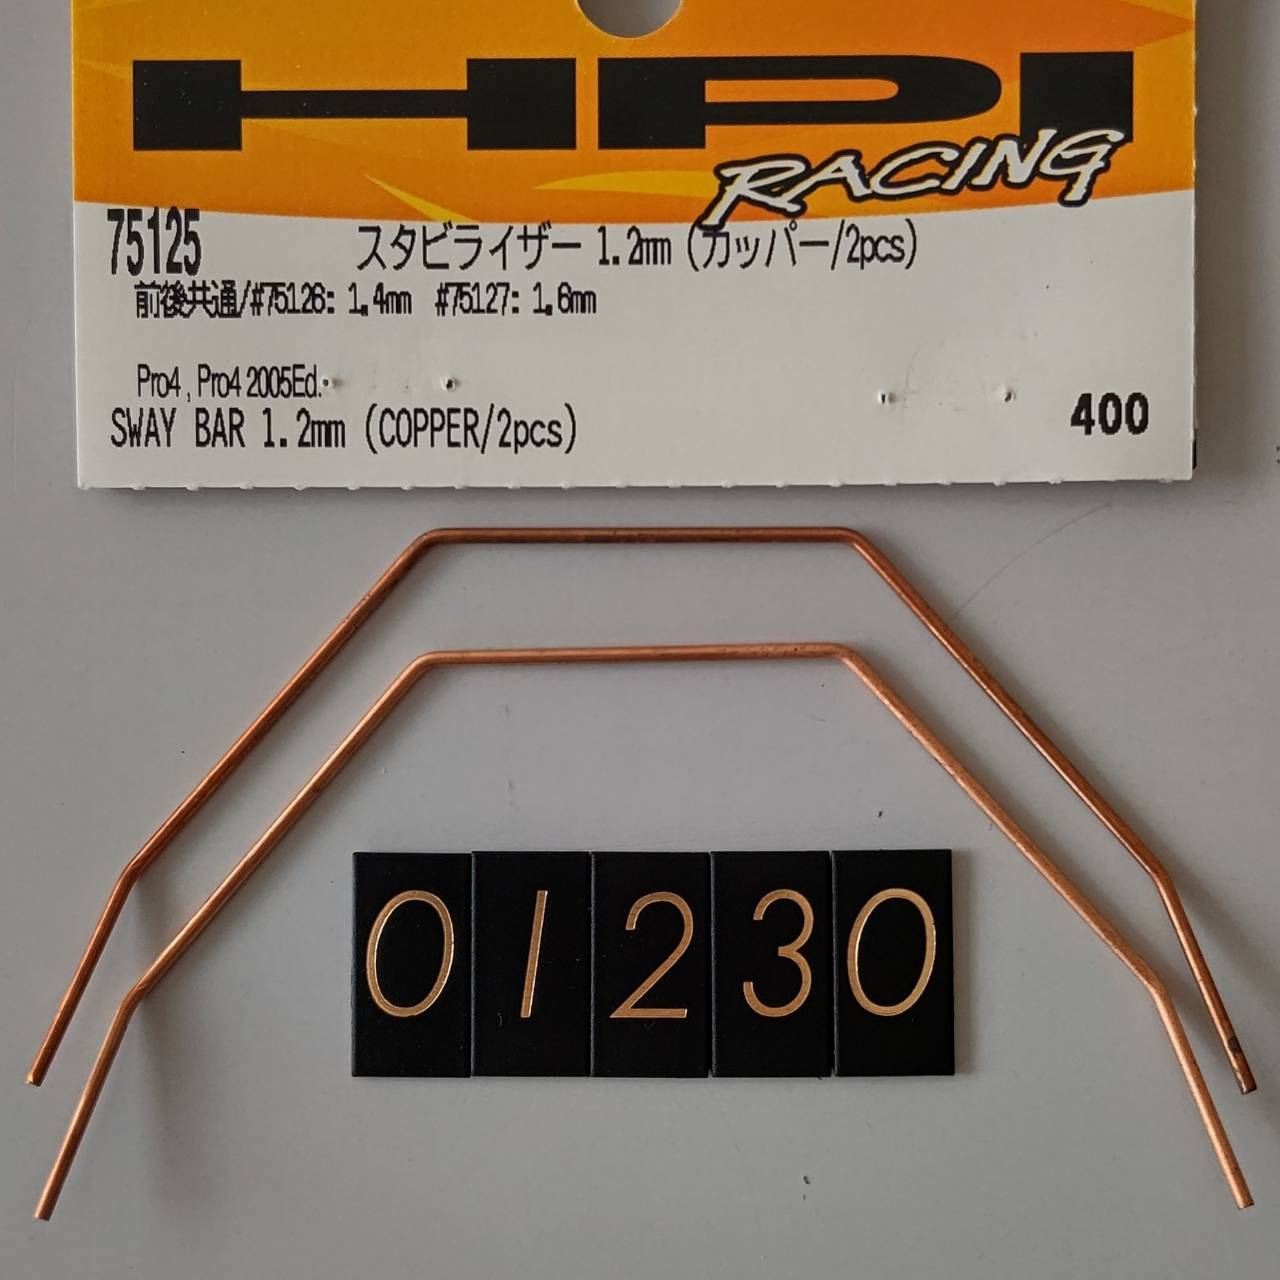 HPI
RACING
75125 スタビライザー 1.2mm (カッパー/2pcs)
前後共通/#75126: 1.4mm #75127: 1.6mm
Pro4, Pro4 2005Ed.
SWAY BAR 1.2mm (COPPER/2pcs) 400
01230